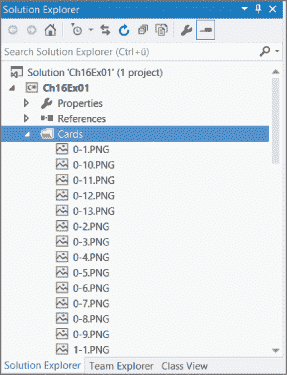 Solution Explorer
Search Solution Explorer (Ctrl+ü)
Solution 'Ch16Ex01' (1 project)
Ch16Ex01
Properties
References
Cards
0-1.PNG
0-10.PNG
0-11.PNG
0-12.PNG
0-13.PNG
0-2.PNG
0-3.PNG
0-4.PNG
0-5.PNG
0-6.PNG
0-7.PNG
0-8.PNG
0-9.PNG
1-1.PNG
Solution Explorer Team Explorer Class View